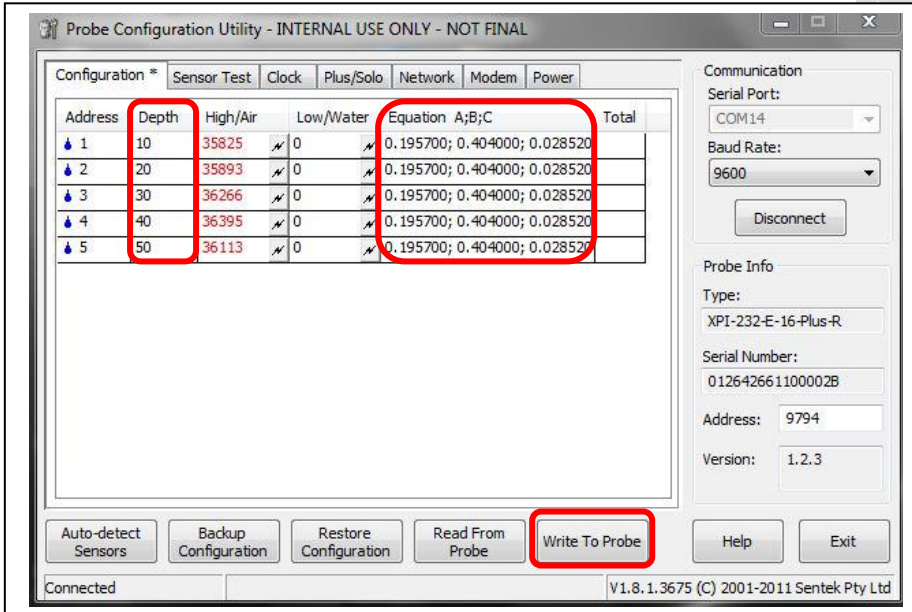 Probe Configuration Utility - INTERNAL USE ONLY - NOT FINAL
Configuration * Sensor Test Clock Plus/Solo Network Modem Power
Address Depth High/Air Low/Water Equation A;B;C Total
1 10 35825 0 0.195700; 0.404000; 0.028520
2 20 35893 0 0.195700; 0.404000; 0.028520
3 30 36266 0 0.195700; 0.404000; 0.028520
4 40 36395 0 0.195700; 0.404000; 0.028520
5 50 36113 0 0.195700; 0.404000; 0.028520
Communication
Serial Port:
COM14
Baud Rate:
9600
Disconnect
Probe Info
Type:
XPI-232-E-16-Plus-R
Serial Number:
012642661100002B
Address: 9794
Version: 1.2.3
Auto-detect Sensors
Backup Configuration
Restore Configuration
Read From Probe
Write To Probe
Help
Exit
Connected
V1.8.1.3675 (C) 2001-2011 Sentek Pty Ltd